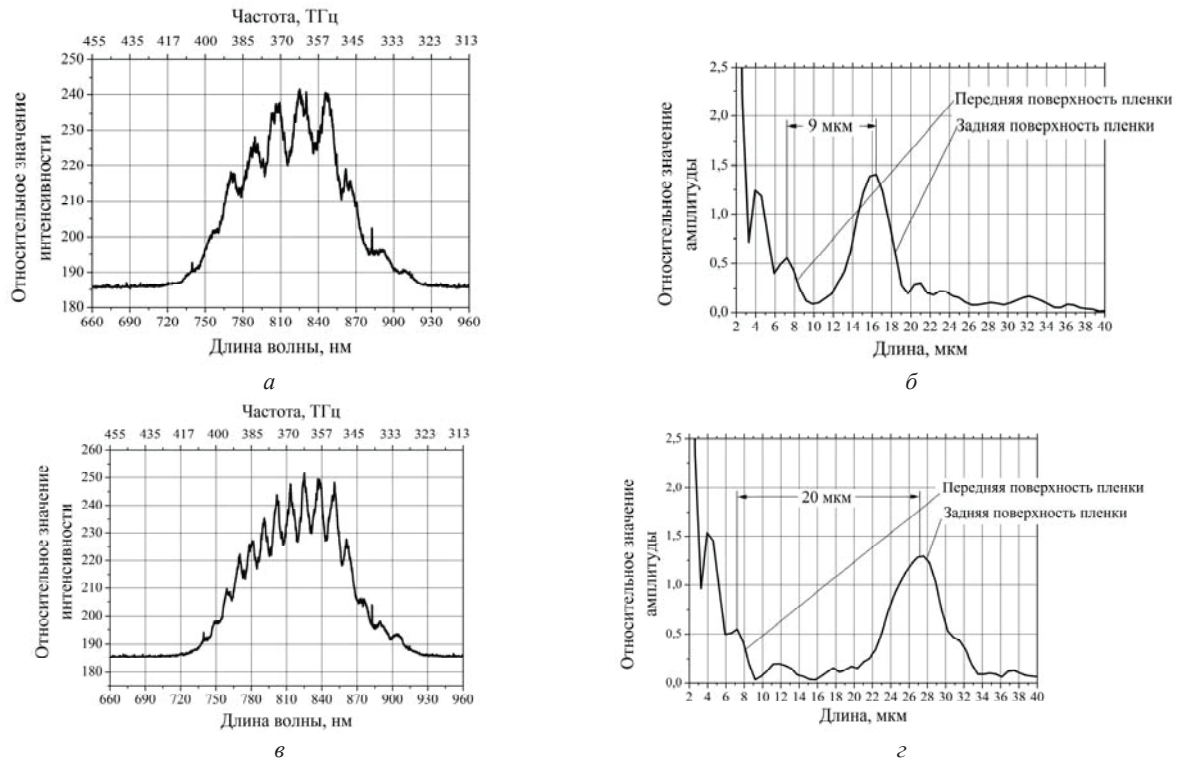 Частота, ТГц
455 435 417 400 385 370 357 345 333 323 313
Относительное значение
интенсивности
250
240
230
220
210
200
190
180
660 690 720 750 780 810 840 870 900 930 960
Длина волны, нм
а
Относительное значение
амплитуды
2,5
2,0
1,5
1,0
0,5
0,0
9 мкм
Передняя поверхность пленки
Задняя поверхность пленки
2 4 6 8 10 12 14 16 18 20 22 24 26 28 30 32 34 36 38 40
Длина, мкм
б
Частота, ТГц
455 435 417 400 385 370 357 345 333 323 313
Относительное значение
интенсивности
260
250
240
230
220
210
200
190
180
660 690 720 750 780 810 840 870 900 930 960
Длина волны, нм
в
Относительное значение
амплитуды
2,5
2,0
1,5
1,0
0,5
0,0
20 мкм
Передняя поверхность пленки
Задняя поверхность пленки
2 4 6 8 10 12 14 16 18 20 22 24 26 28 30 32 34 36 38 40
Длина, мкм
г